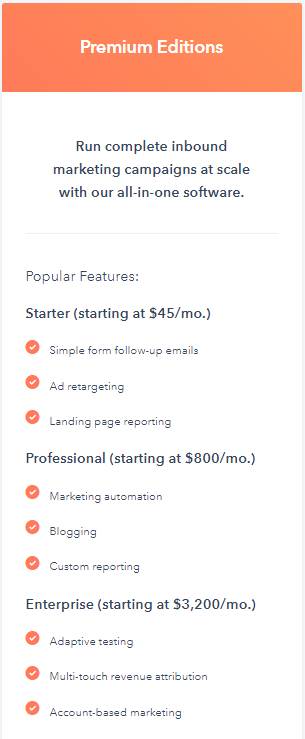 Premium Editions
Run complete inbound
marketing campaigns at scale
with our all-in-one software.
Popular Features:
Starter (starting at $45/mo.)
Simple form follow-up emails
Ad retargeting
Landing page reporting
Professional (starting at $800/mo.)
Marketing automation
Blogging
Custom reporting
Enterprise (starting at $3,200/mo.)
Adaptive testing
Multi-touch revenue attribution
Account-based marketing